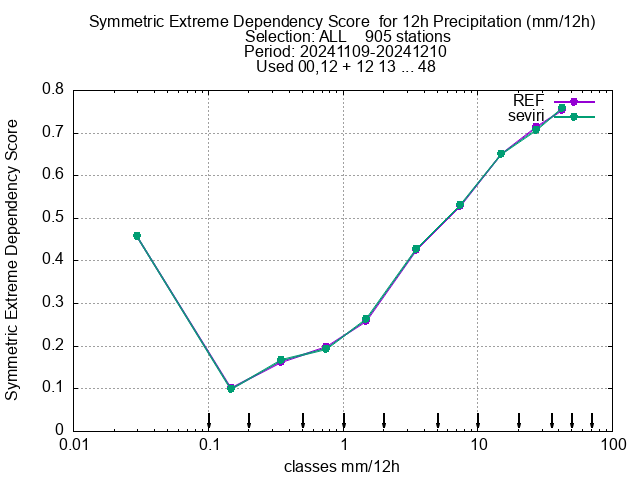 Symmetric Extreme Dependency Score  for 12h Precipitation (mm/12h)
Selection: ALL    905 stations
Period: 20241109-20241210
Used 00,12 + 12 13 ... 48
REF
seviri
Symmetric Extreme Dependency Score
0.8
0.7
0.6
0.5
0.4
0.3
0.2
0.1
0
0.01 0.1 1 10 100
classes mm/12h